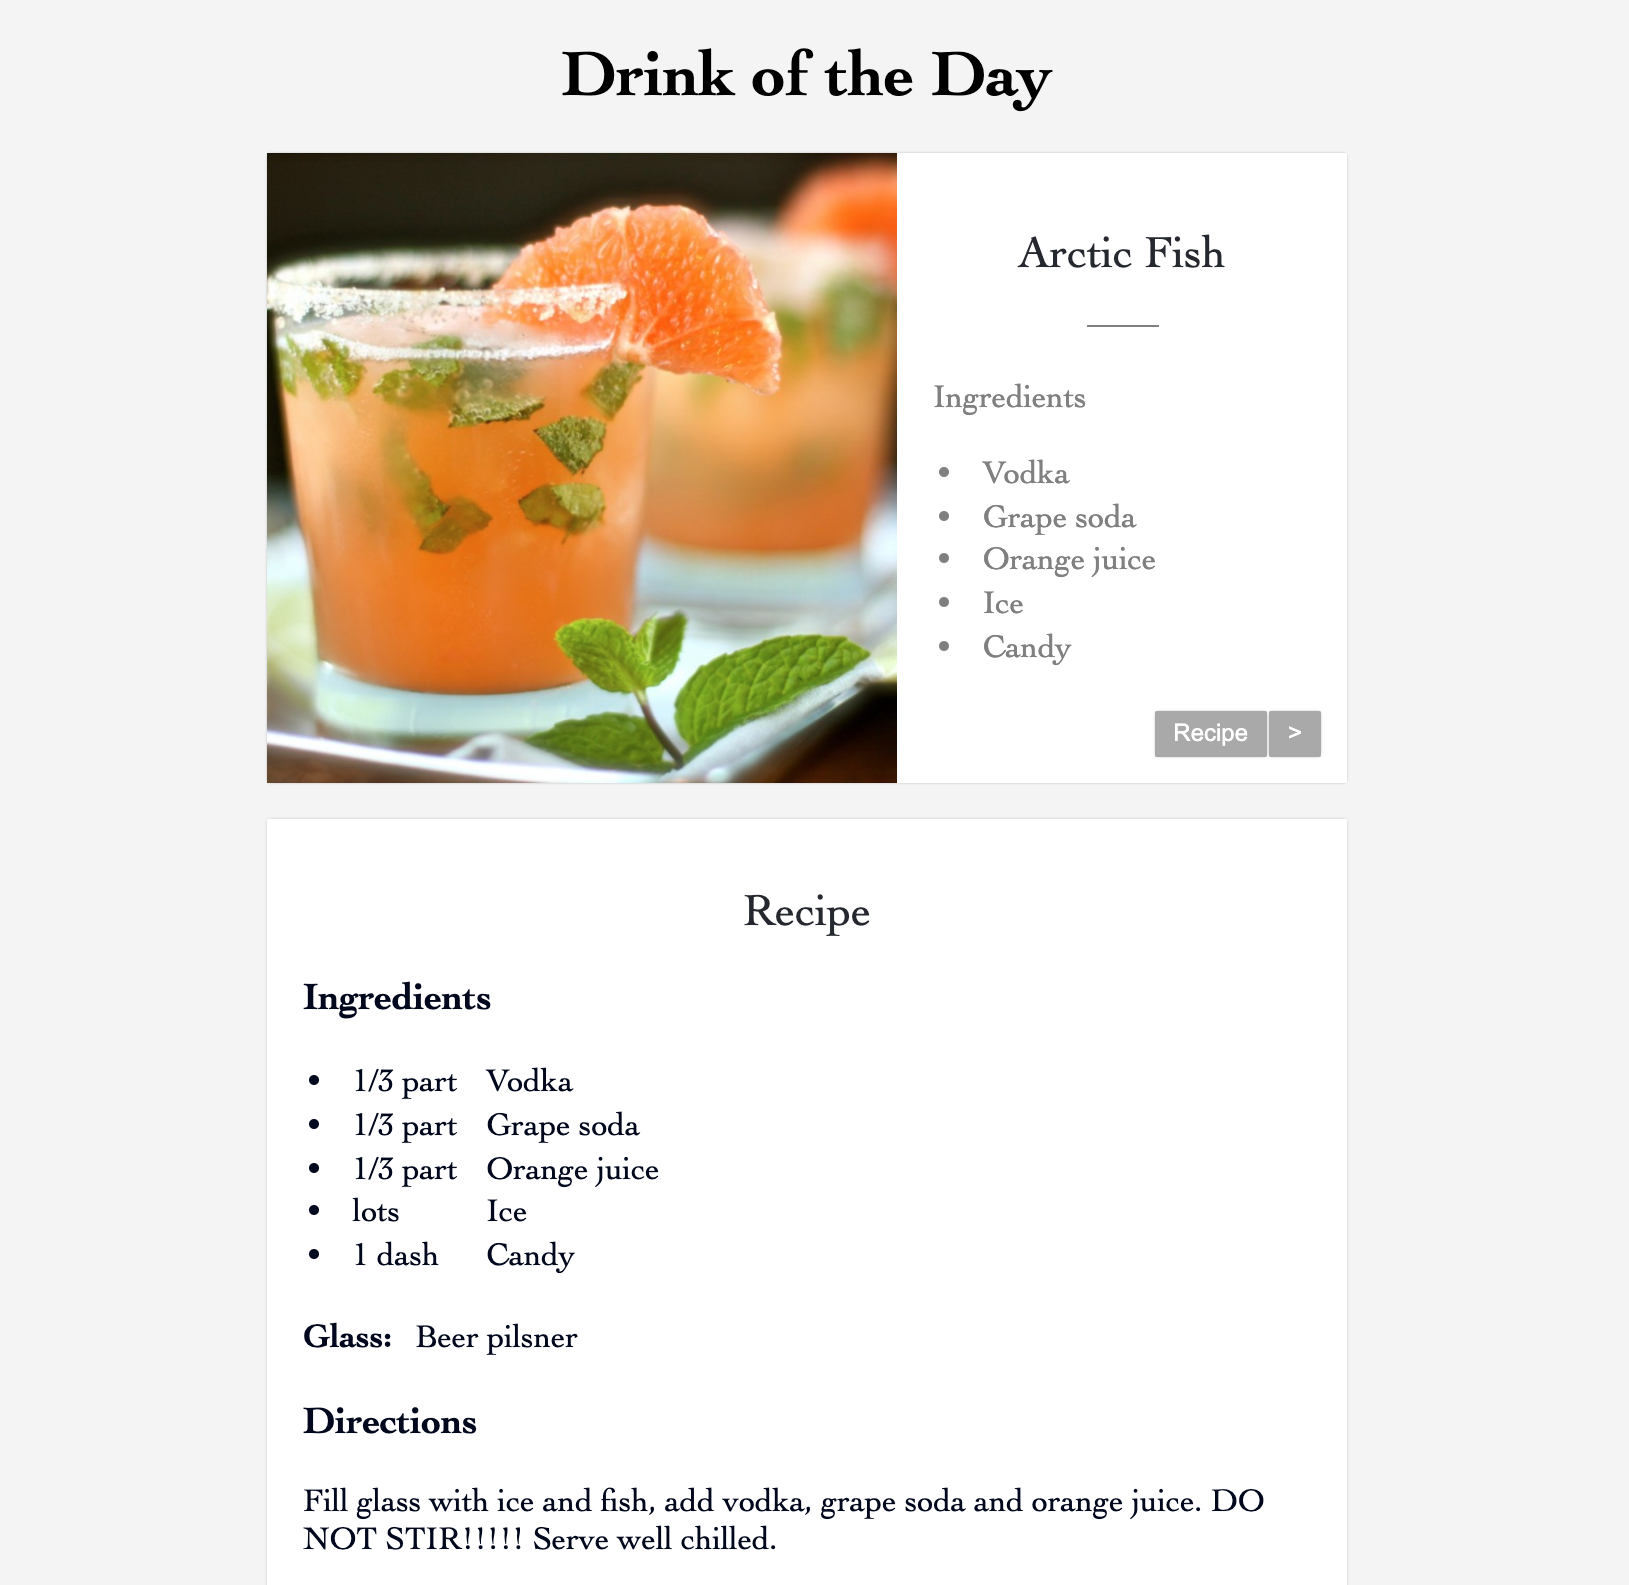 Drink of the Day
Arctic Fish
Ingredients
• Vodka
• Grape soda
• Orange juice
• Ice
• Candy
Recipe >
Recipe
Ingredients
• 1/3 part Vodka
• 1/3 part Grape soda
• 1/3 part Orange juice
• lots Ice
• 1 dash Candy
Glass: Beer pilsner
Directions
Fill glass with ice and fish, add vodka, grape soda and orange juice. DO
NOT STIR!!!!! Serve well chilled.